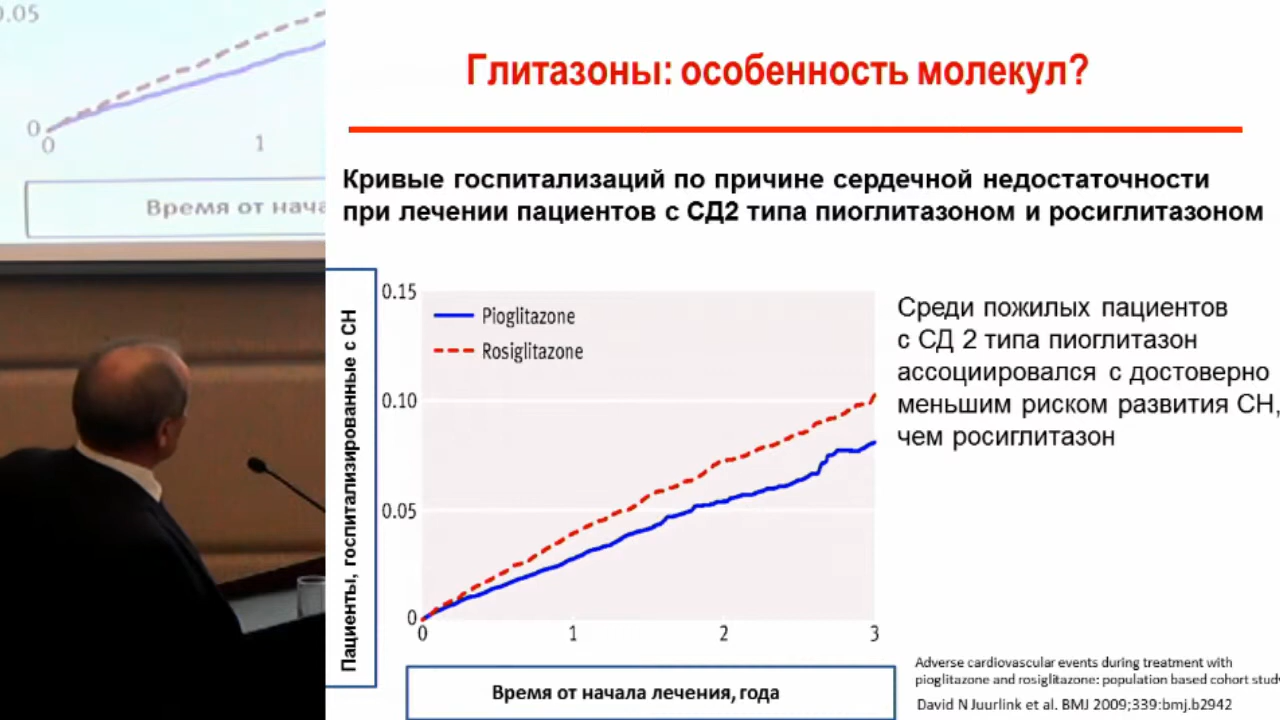 0.05
0
0
1
Время от нача
Глитазоны: особенность молекул?
Кривые госпитализаций по причине сердечной недостаточности
при лечении пациентов с СД2 типа пиоглитазоном и росиглитазоном
Пациенты, госпитализированные с СН
0.15
0.10
0.05
0
Pioglitazone
Rosiglitazone
0
1
2
3
Время от начала лечения, года
Среди пожилых пациентов
с СД 2 типа пиоглитазон
ассоциировался с достоверно
меньшим риском развития СН,
чем росиглитазон
Adverse cardiovascular events during treatment with
pioglitazone and rosiglitazone: population based cohort study
David N Juurlink et al. BMJ 2009;339:bmj.b2942